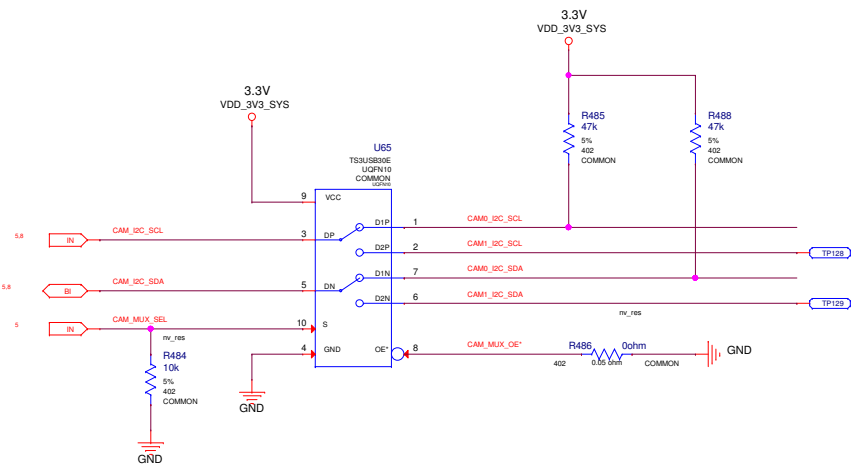 3.3V
VDD_3V3_SYS
3.3V
VDD_3V3_SYS
R485
47k
5%
402
COMMON
R488
47k
5%
402
COMMON
U65
TS3USB30E
UQFN10
COMMON
UQFN10
9
VCC
5,8
IN
CAM_I2C_SCL
3
DP
D1P
1
CAM0_I2C_SCL
D2P
2
CAM1_I2C_SCL
TP128
5,8
BI
CAM_I2C_SDA
5
DN
D1N
7
CAM0_I2C_SDA
D2N
6
CAM1_I2C_SDA
TP129
nv_res
5
IN
CAM_MUX_SEL
10
S
nv_res
4
GND
OE*
8
CAM_MUX_OE*
R486
0ohm
402
0.05 ohm
COMMON
GND
R484
10k
5%
402
COMMON
GND
GND